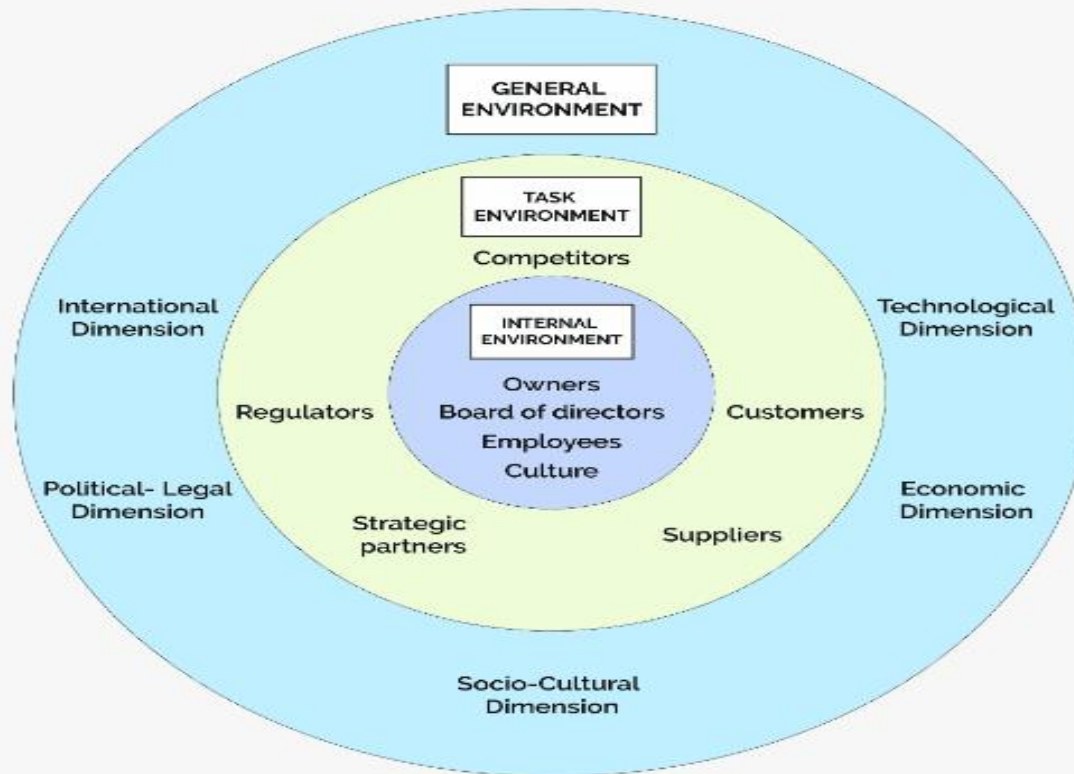 GENERAL
ENVIRONMENT
TASK
ENVIRONMENT
Competitors
International
Dimension
Technological
Dimension
INTERNAL
ENVIRONMENT
Owners
Board of directors
Employees
Culture
Regulators
Customers
Political- Legal
Dimension
Economic
Dimension
Strategic
partners
Suppliers
Socio-Cultural
Dimension